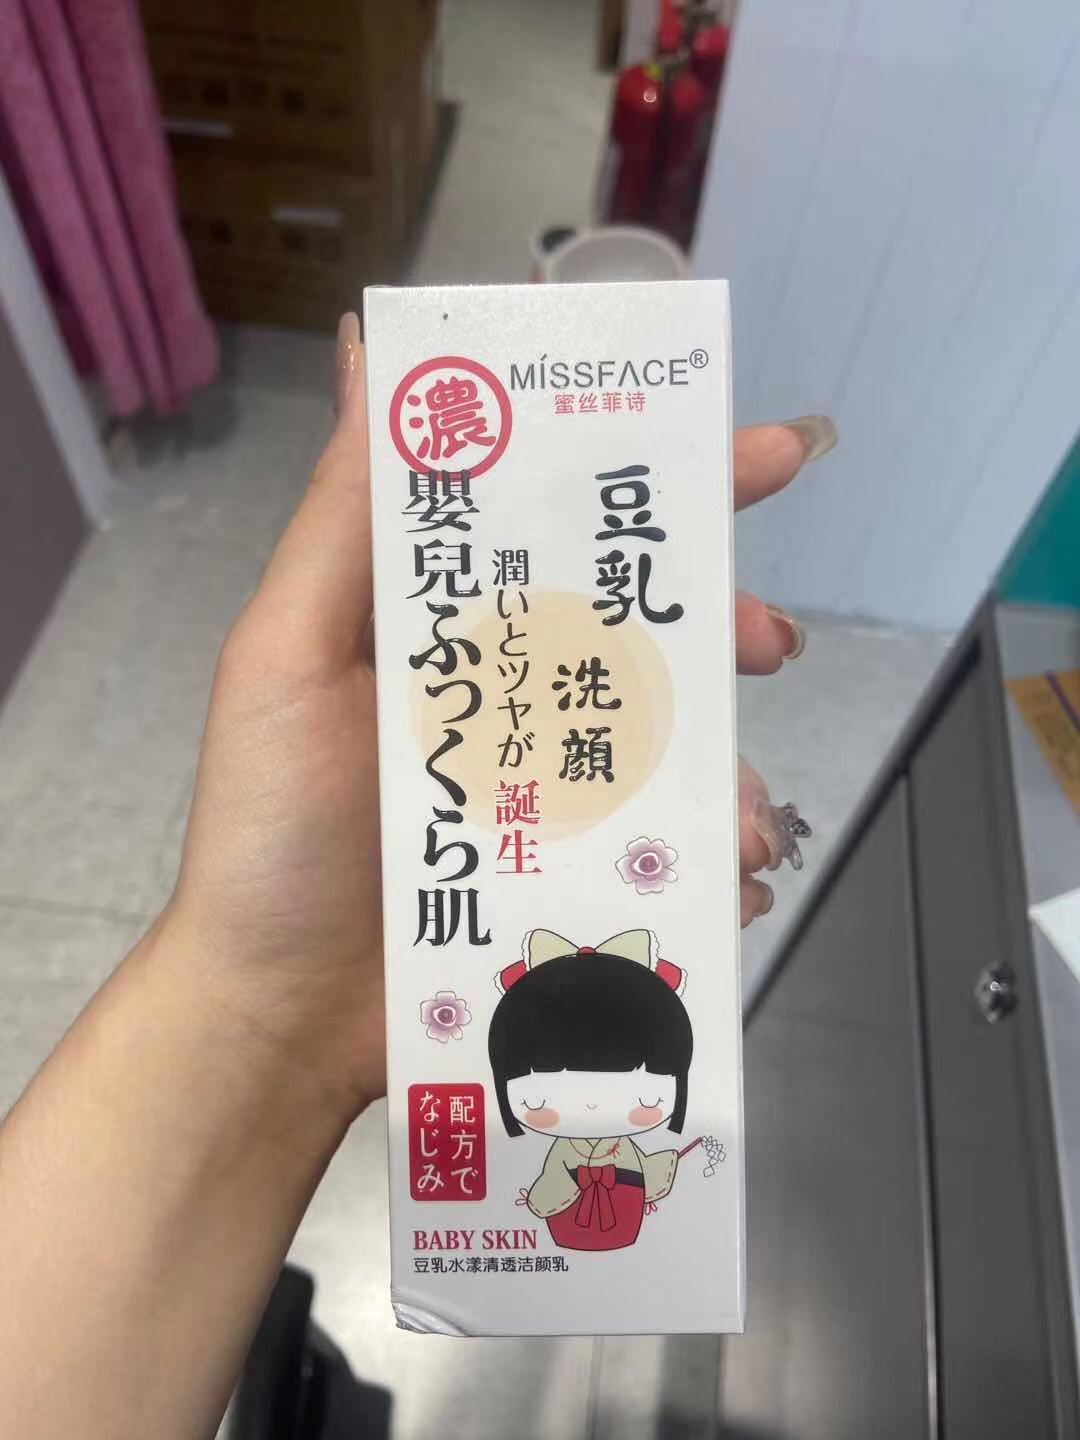 MÍSSFACE®
蜜丝菲诗
濃
豆乳
洗顔
潤いとツヤが誕生
嬰兒ふっくら肌
配方で
なじみ
BABY SKIN
豆乳水漾清透洁颜乳